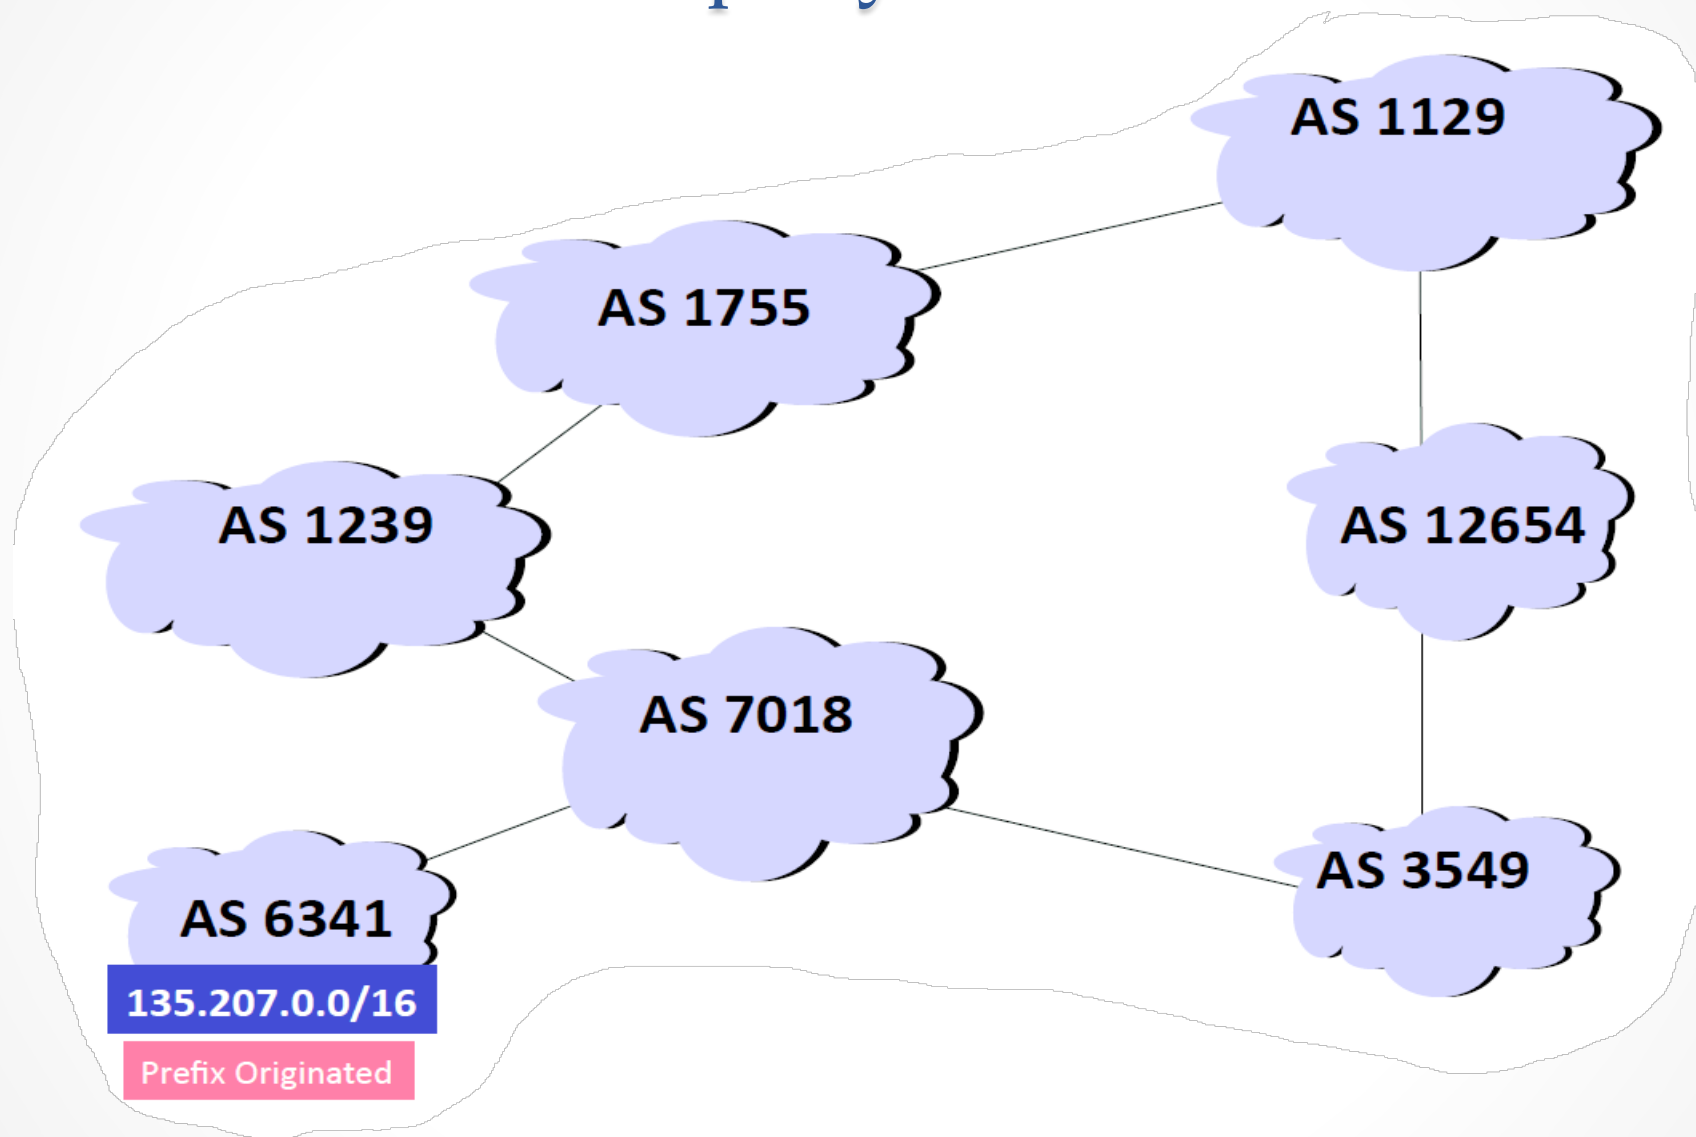 AS 1129
AS 1755
AS 1239
AS 12654
AS 7018
AS 3549
AS 6341
135.207.0.0/16
Prefix Originated